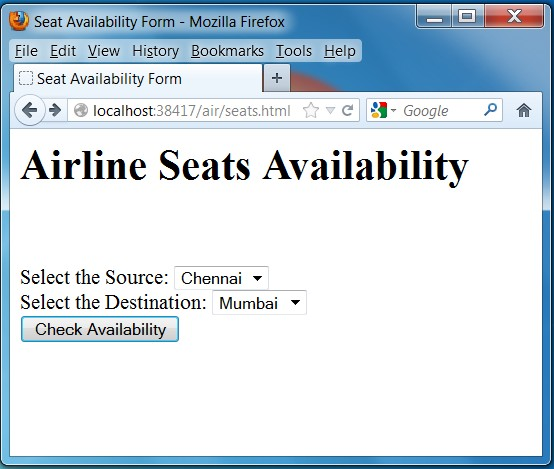 Seat Availability Form - Mozilla Firefox
File Edit View History Bookmarks Tools Help
Seat Availability Form +
localhost:38417/air/seats.html Google
Airline Seats Availability
Select the Source: Chennai
Select the Destination: Mumbai
Check Availability